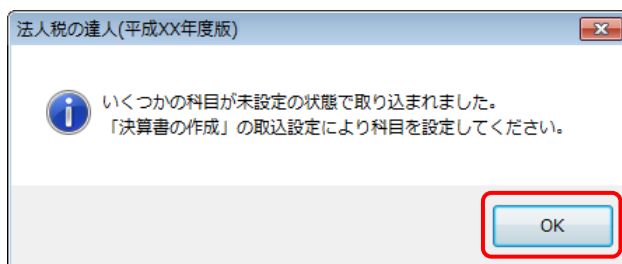 法人税の達人(平成XX年度版)
いくつかの科目が未設定の状態で取り込まれました。
「決算書の作成」の取込設定により科目を設定してください。
OK